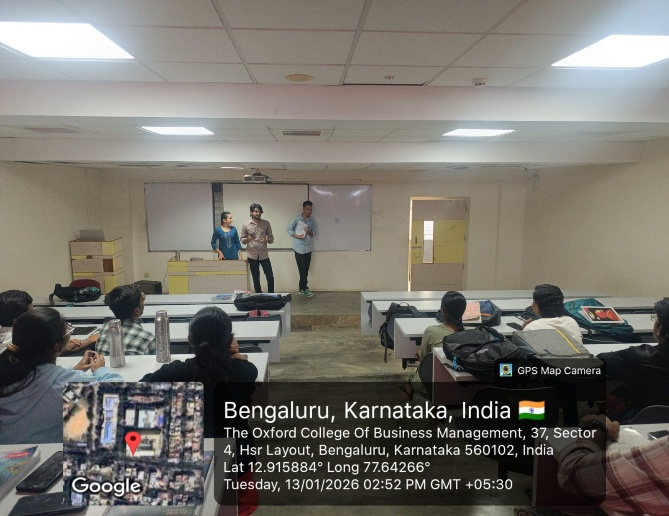 GPS Map Camera
Bengaluru, Karnataka, India 🇮🇳
The Oxford College Of Business Management, 37, Sector
4, Hsr Layout, Bengaluru, Karnataka 560102, India
Lat 12.915884° Long 77.64266°
Tuesday, 13/01/2026 02:52 PM GMT +05:30
Google